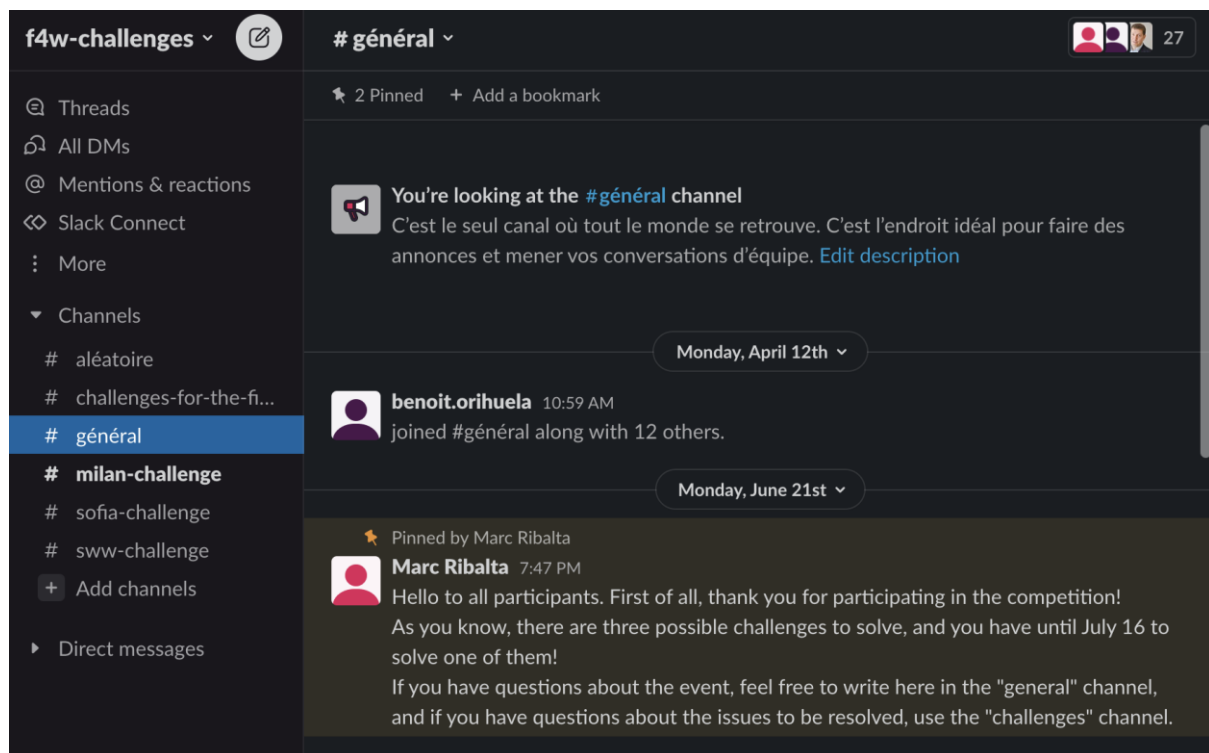 f4w-challenges
Threads
All DMs
Mentions & reactions
Slack Connect
More
Channels
# aléatoire
# challenges-for-the-fi...
# général
# milan-challenge
# sofia-challenge
# sww-challenge
+ Add channels
Direct messages
# général
27
2 Pinned + Add a bookmark
You're looking at the #général channel
C'est le seul canal où tout le monde se retrouve. C'est l'endroit idéal pour faire des
annonces et mener vos conversations d'équipe. Edit description
Monday, April 12th
benoit.orihuela 10:59 AM
joined #général along with 12 others.
Monday, June 21st
Pinned by Marc Ribalta
Marc Ribalta 7:47 PM
Hello to all participants. First of all, thank you for participating in the competition!
As you know, there are three possible challenges to solve, and you have until July 16 to
solve one of them!
If you have questions about the event, feel free to write here in the "general" channel,
and if you have questions about the issues to be resolved, use the "challenges" channel.